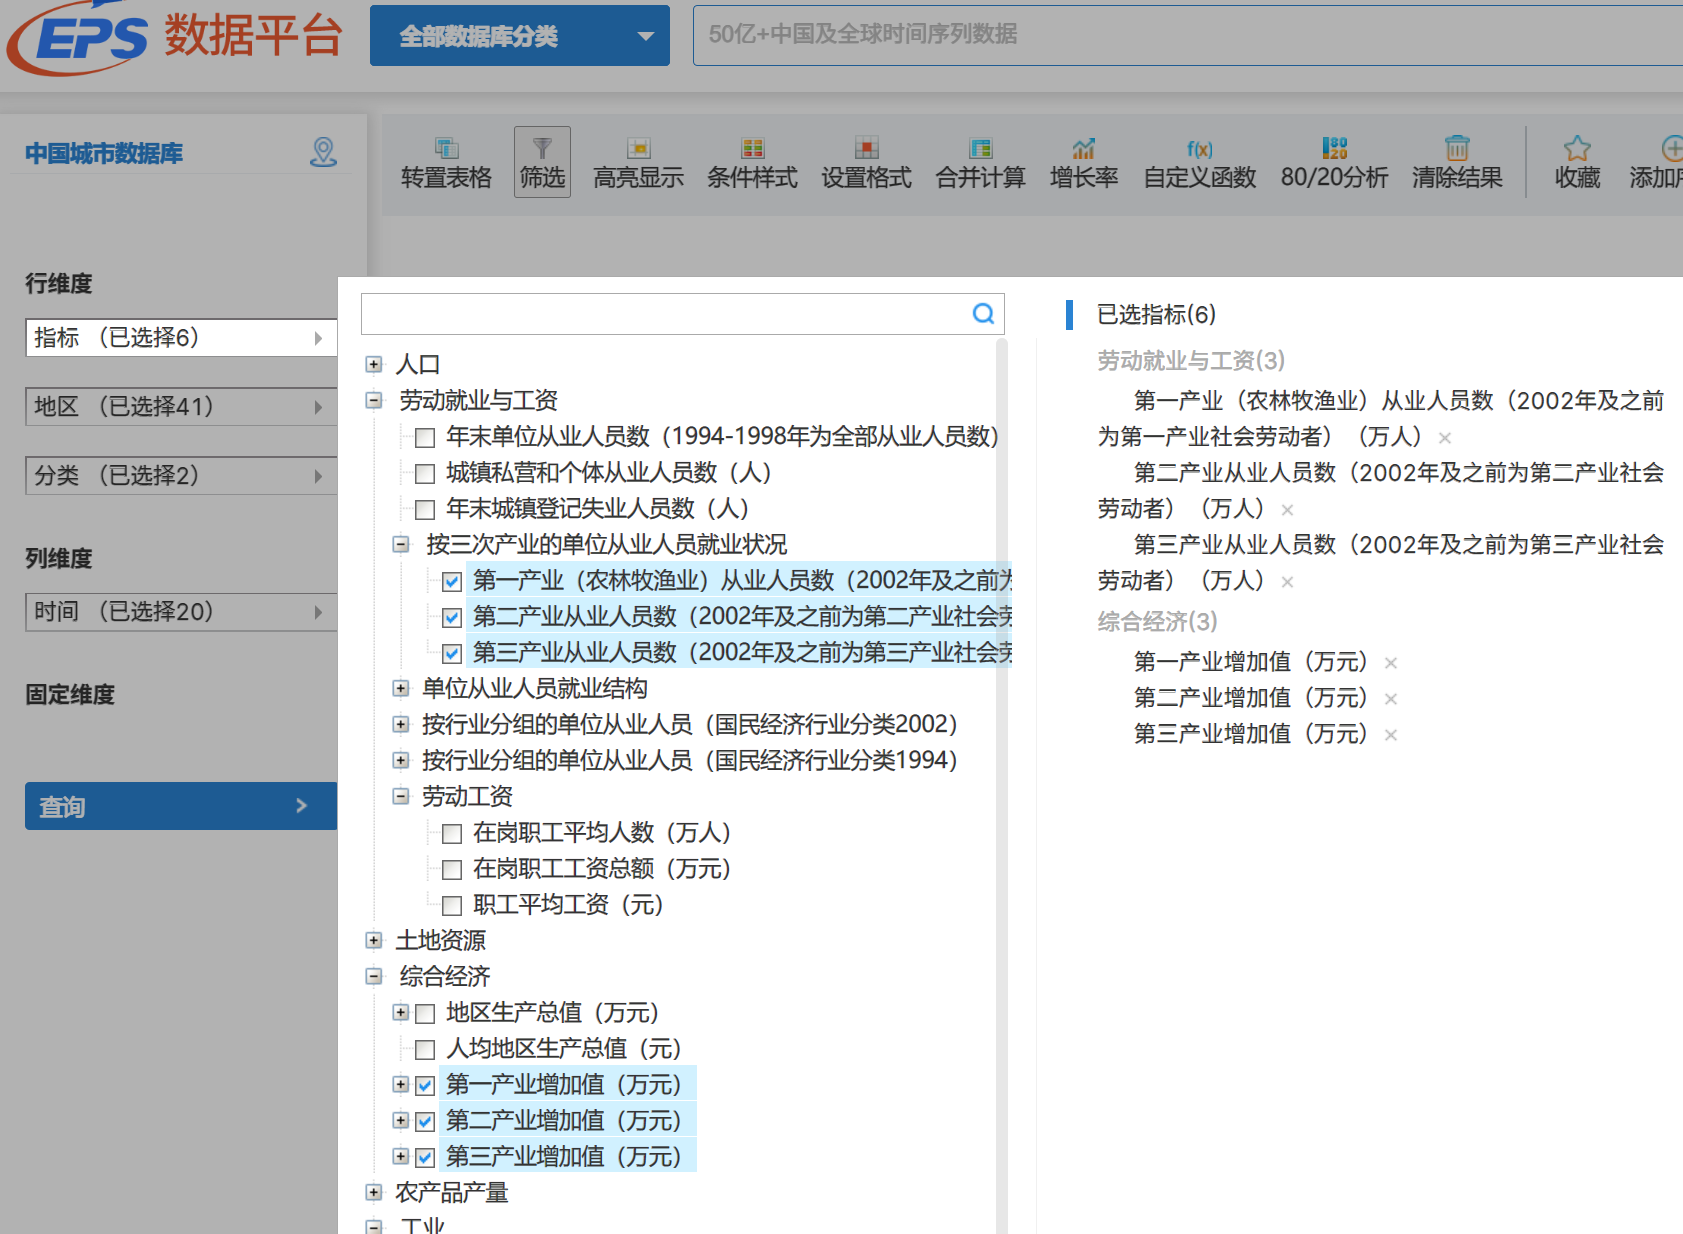 EPS 数据平台
全部数据库分类
50亿+中国及全球时间序列数据
中国城市数据库
转置表格
筛选
高亮显示
条件样式
设置格式
合并计算
f(x)
增长率
自定义函数
80/20分析
清除结果
收藏
添加
行维度
指标 （已选择6）
地区 （已选择41）
分类 （已选择2）
列维度
时间 （已选择20）
固定维度
查询
人口
劳动就业与工资
年末单位从业人员数（1994-1998年为全部从业人员数）
城镇私营和个体从业人员数（人）
年末城镇登记失业人员数（人）
按三次产业的单位从业人员就业状况
第一产业（农林牧渔业）从业人员数（2002年及之前为
第二产业从业人员数（2002年及之前为第二产业社会劳
第三产业从业人员数（2002年及之前为第三产业社会劳
单位从业人员就业结构
按行业分组的单位从业人员（国民经济行业分类2002）
按行业分组的单位从业人员（国民经济行业分类1994）
劳动工资
在岗职工平均人数（万人）
在岗职工工资总额（万元）
职工平均工资（元）
土地资源
综合经济
地区生产总值（万元）
人均地区生产总值（元）
第一产业增加值（万元）
第二产业增加值（万元）
第三产业增加值（万元）
农产品产量
工业
已选指标(6)
劳动就业与工资(3)
第一产业（农林牧渔业）从业人员数（2002年及之前
为第一产业社会劳动者）（万人） ×
第二产业从业人员数（2002年及之前为第二产业社会
劳动者）（万人） ×
第三产业从业人员数（2002年及之前为第三产业社会
劳动者）（万人） ×
综合经济(3)
第一产业增加值（万元） ×
第二产业增加值（万元） ×
第三产业增加值（万元） ×